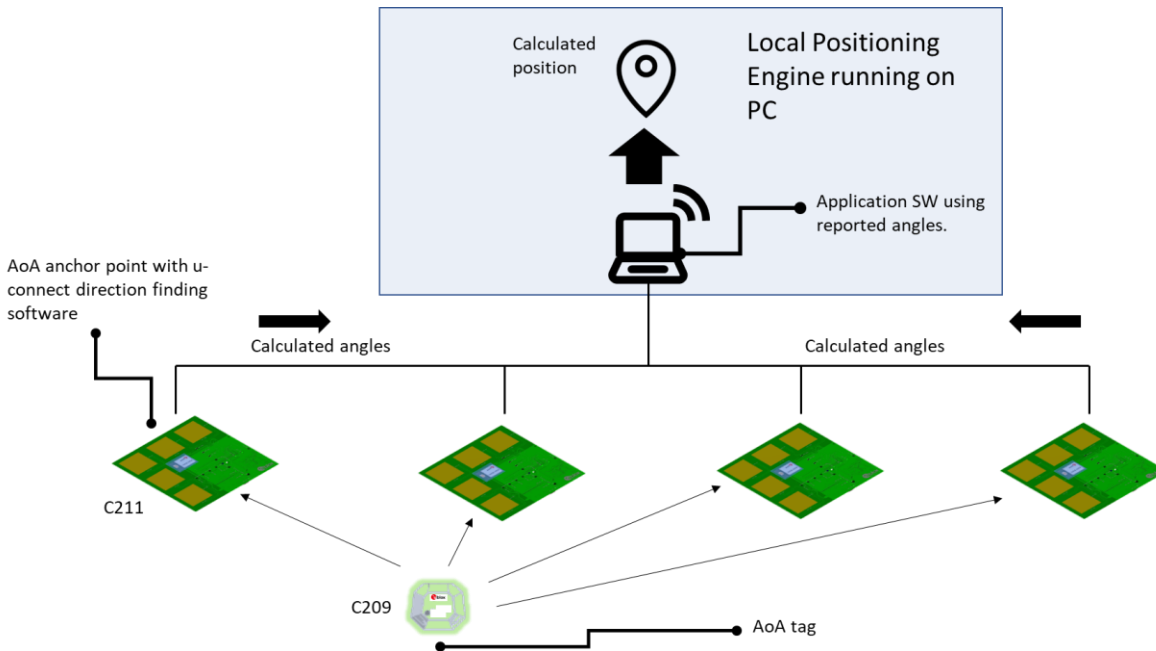 Calculated
position
Local Positioning
Engine running on
PC
Application SW using
reported angles.
AoA anchor point with u-
connect direction finding
software
Calculated angles
Calculated angles
C211
C209
AoA tag